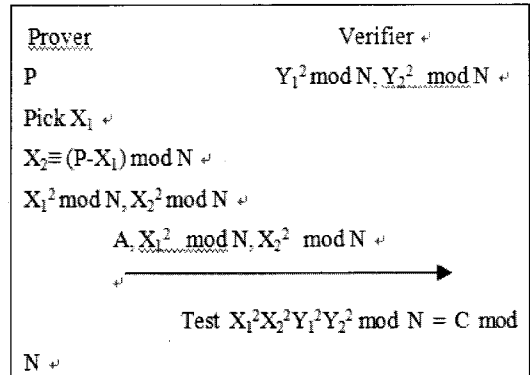 Prover Verifier
P Y₁² mod N, Y₂² mod N
Pick X₁
X₂≡ (P-X₁) mod N
X₁² mod N, X₂² mod N
A, X₁² mod N, X₂² mod N
Test X₁²X₂²Y₁²Y₂² mod N = C mod
N